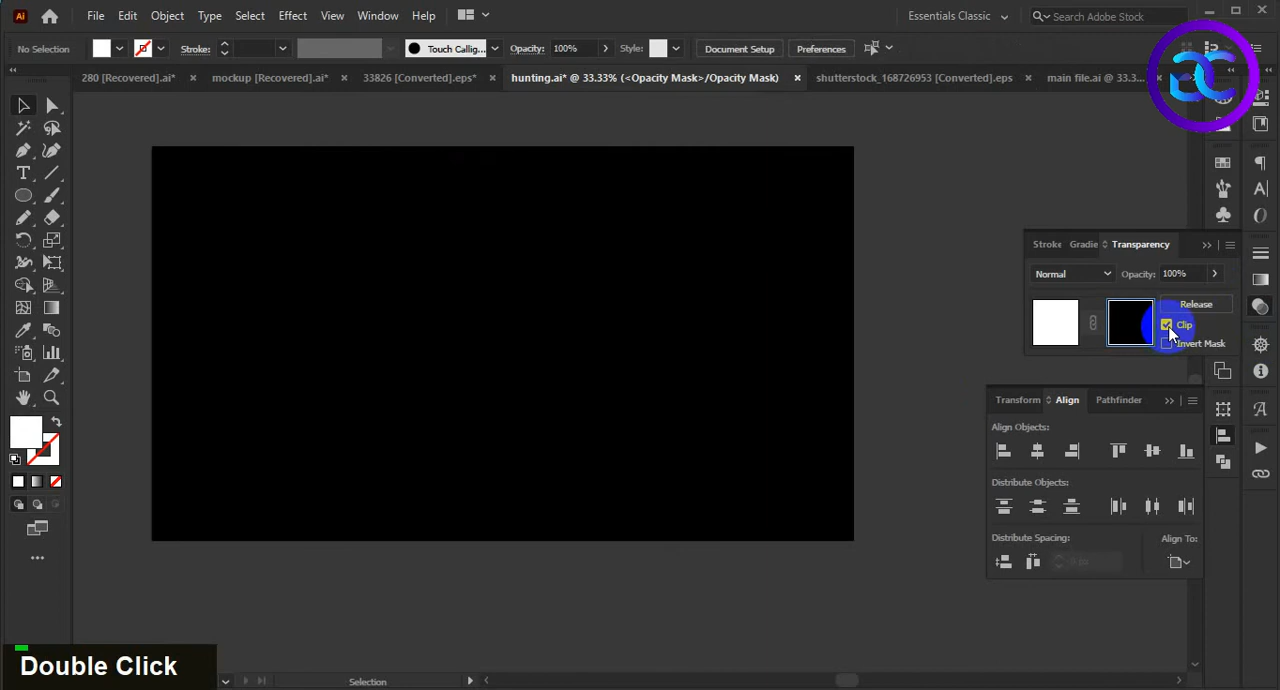 Ai File Edit Object Type Select Effect View Window Help Essentials Classic Search Adobe Stock
No Selection Stroke: Touch Callig... Opacity: 100% Style: Document Setup Preferences
280 [Recovered].ai* × mockup [Recovered].ai* × 33826 [Converted].eps* × hunting.ai* @ 33.33% (<Opacity Mask>/Opacity Mask) × shutterstock_168726953 [Converted].eps × main file.ai @ 33.3...
Stroke Gradie Transparency
Normal Opacity: 100%
Release
Clip
Invert Mask
Transform Align Pathfinder
Align Objects:
Distribute Objects:
Distribute Spacing: Align To:
0 px
Double Click
Selection